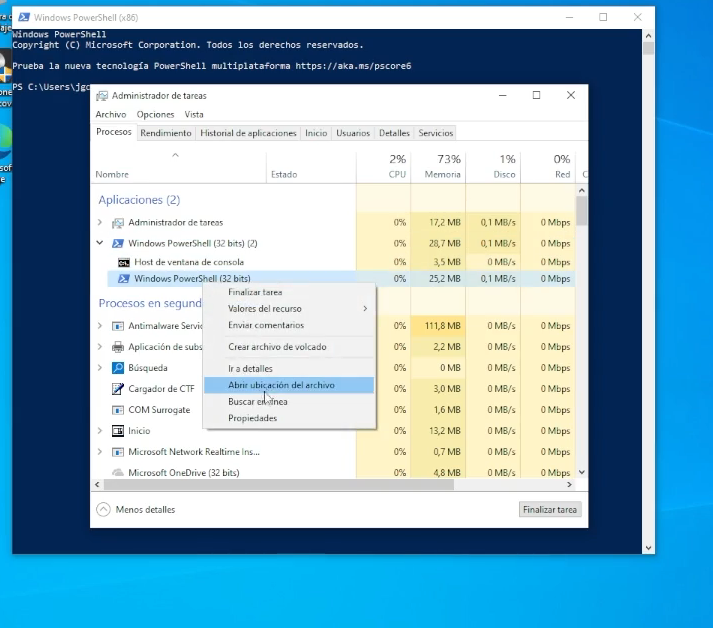 Windows PowerShell (x86)
Windows PowerShell
Copyright (C) Microsoft Corporation. Todos los derechos reservados.
Prueba la nueva tecnología PowerShell multiplataforma https://aka.ms/pscore6
PS C:\Users\jgc
Administrador de tareas
Archivo Opciones Vista
Procesos Rendimiento Historial de aplicaciones Inicio Usuarios Detalles Servicios
2% 73% 1% 0%
Nombre Estado CPU Memoria Disco Red C
Aplicaciones (2)
Administrador de tareas 0% 17,2 MB 0,1 MB/s 0 Mbps
Windows PowerShell (32 bits) (2) 0% 28,7 MB 0,1 MB/s 0 Mbps
Host de ventana de consola 0% 3,5 MB 0 MB/s 0 Mbps
Windows PowerShell (32 bits) 0% 25,2 MB 0,1 MB/s 0 Mbps
Procesos en segund
Antimalware Servic 0% 111,8 MB 0 MB/s 0 Mbps
Aplicación de subs 0% 2,2 MB 0 MB/s 0 Mbps
Búsqueda 0% 0 MB 0 MB/s 0 Mbps
Cargador de CTF 0% 3,0 MB 0 MB/s 0 Mbps
COM Surrogate 0% 1,6 MB 0 MB/s 0 Mbps
Inicio 0% 13,2 MB 0 MB/s 0 Mbps
Microsoft Network Realtime Ins... 0% 0,7 MB 0 MB/s 0 Mbps
Microsoft OneDrive (32 bits) 0% 4,8 MB 0 MB/s 0 Mbps
Finalizar tarea
Valores del recurso
Enviar comentarios
Crear archivo de volcado
Ir a detalles
Abrir ubicación del archivo
Buscar en línea
Propiedades
Menos detalles
Finalizar tarea